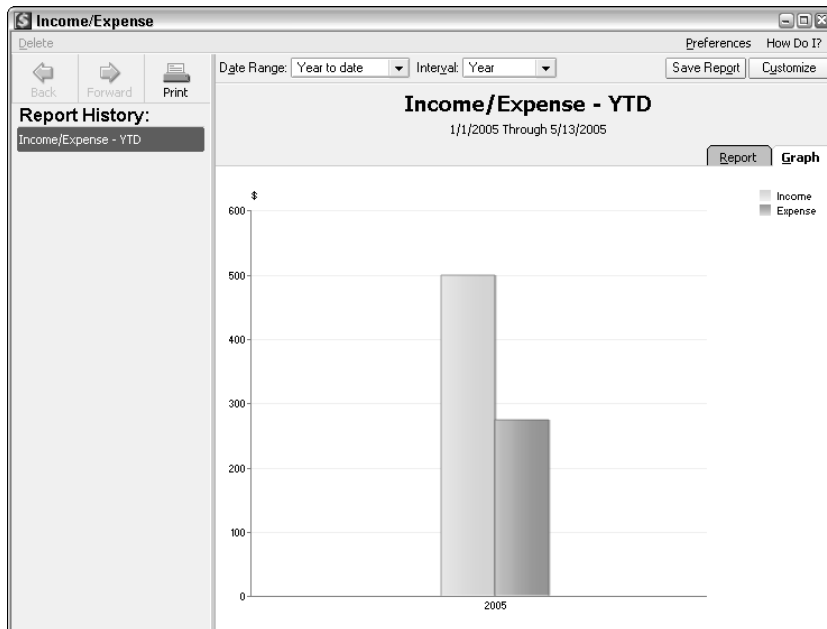 Income/Expense
Delete Preferences How Do I?
Back Forward Print
Date Range: Year to date Interval: Year Save Report Customize
Report History:
Income/Expense - YTD
Income/Expense - YTD
1/1/2005 Through 5/13/2005
Report Graph
$
Income
Expense
600
500
400
300
200
100
0
2005